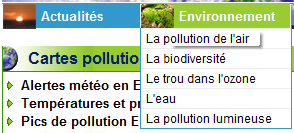 Actualités
Environnement
La pollution de l'air
La biodiversité
Le trou dans l'ozone
L'eau
La pollution lumineuse
Cartes pollutio
Alertes météo en E
Températures et p
Pics de pollution E